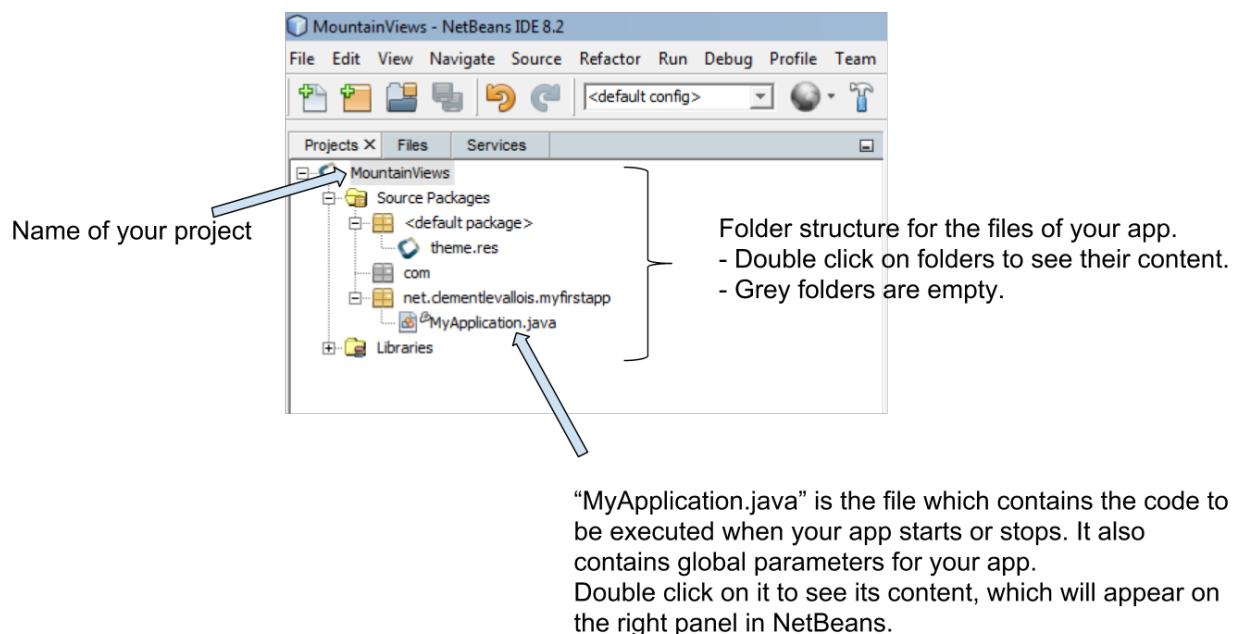 MountainViews - NetBeans IDE 8.2
File Edit View Navigate Source Refactor Run Debug Profile Team
<default config>
Projects X Files Services
MountainViews
Source Packages
<default package>
theme.res
com
net.clementlevallois.myfirstapp
MyApplication.java
Libraries
Name of your project
Folder structure for the files of your app.
- Double click on folders to see their content.
- Grey folders are empty.
“MyApplication.java” is the file which contains the code to
be executed when your app starts or stops. It also
contains global parameters for your app.
Double click on it to see its content, which will appear on
the right panel in NetBeans.